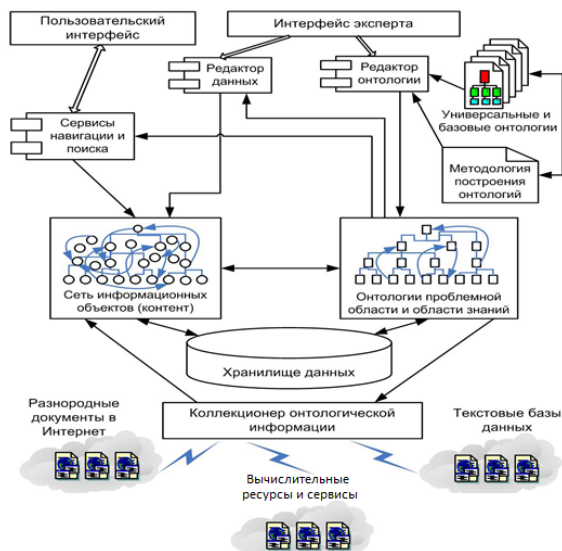 Пользовательский
интерфейс
Интерфейс эксперта
Редактор
данных
Редактор
онтологии
Универсальные и
базовые онтологии
Сервисы
навигации и
поиска
Методология
построения
онтологий
Сеть информационных
объектов (контент)
Онтологии проблемной
области и области знаний
Хранилище данных
Разнородные
документы в
Интернет
Коллекционер онтологической
информации
Текстовые базы
данных
Вычислительные
ресурсы и сервисы